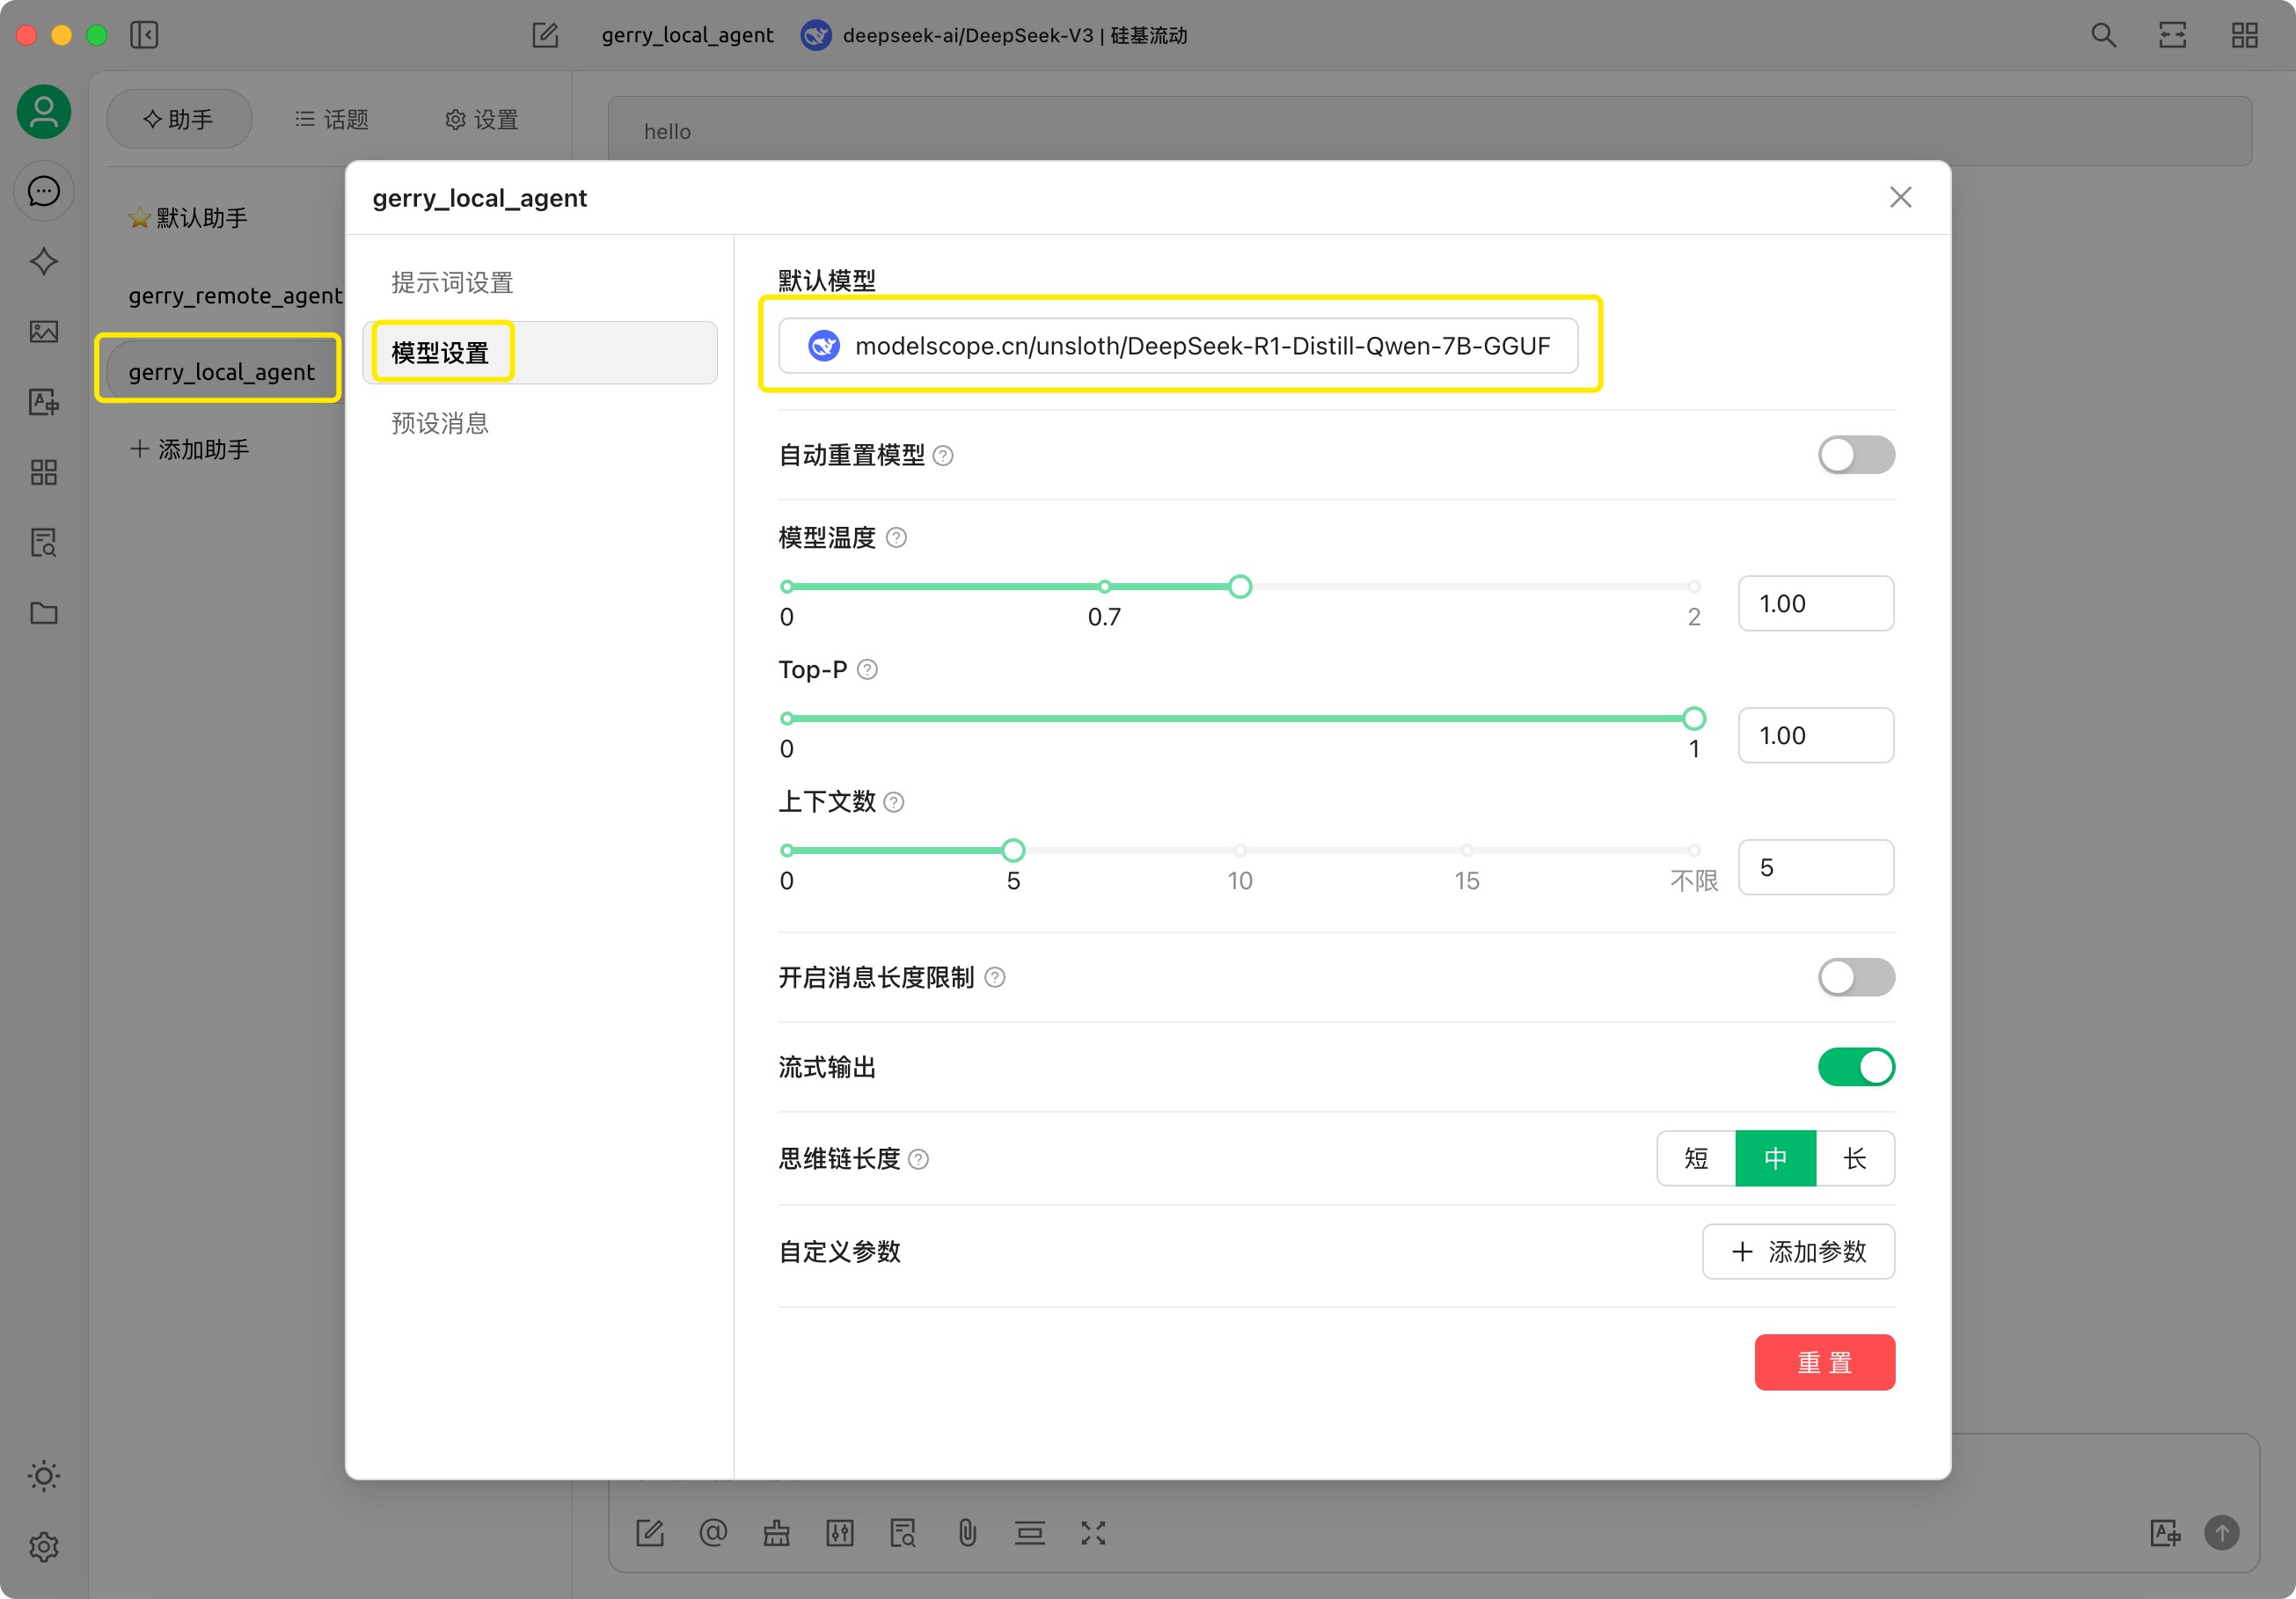 gerry_local_agent
deepseek-ai/DeepSeek-V3 | 硅基流动
助手
话题
设置
hello
默认助手
gerry_remote_agent
gerry_local_agent
添加助手
gerry_local_agent
提示词设置
模型设置
预设消息
默认模型
modelscope.cn/unsloth/DeepSeek-R1-Distill-Qwen-7B-GGUF
自动重置模型
模型温度
0
0.7
2
1.00
Top-P
0
1
1.00
上下文数
0
5
10
15
不限
5
开启消息长度限制
流式输出
思维链长度
短
中
长
自定义参数
添加参数
重 置